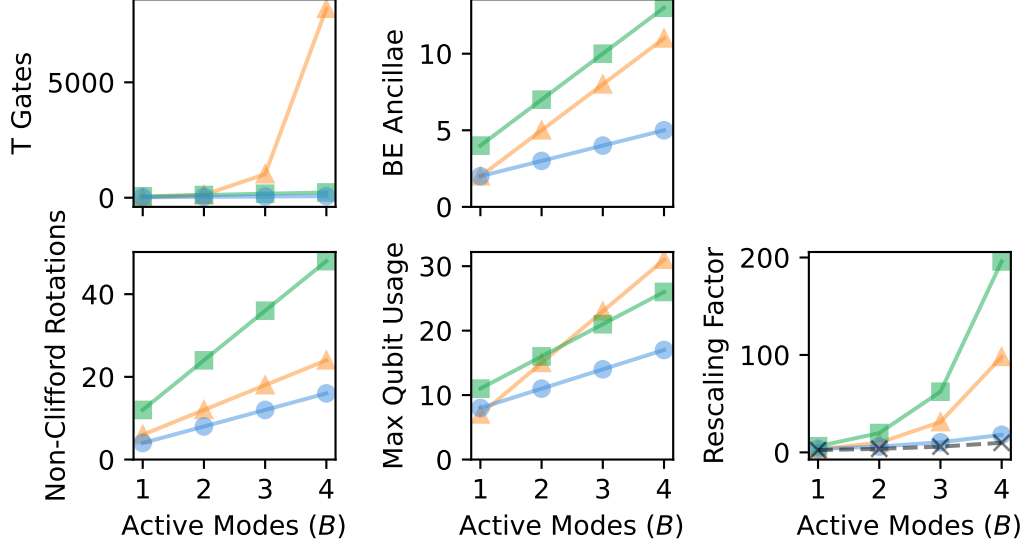 T Gates
5000
0
BE Ancillae
10
5
0
Non-Clifford Rotations
40
20
0
1 2 3 4
Active Modes (B)
Max Qubit Usage
30
20
10
0
1 2 3 4
Active Modes (B)
Rescaling Factor
200
100
0
1 2 3 4
Active Modes (B)